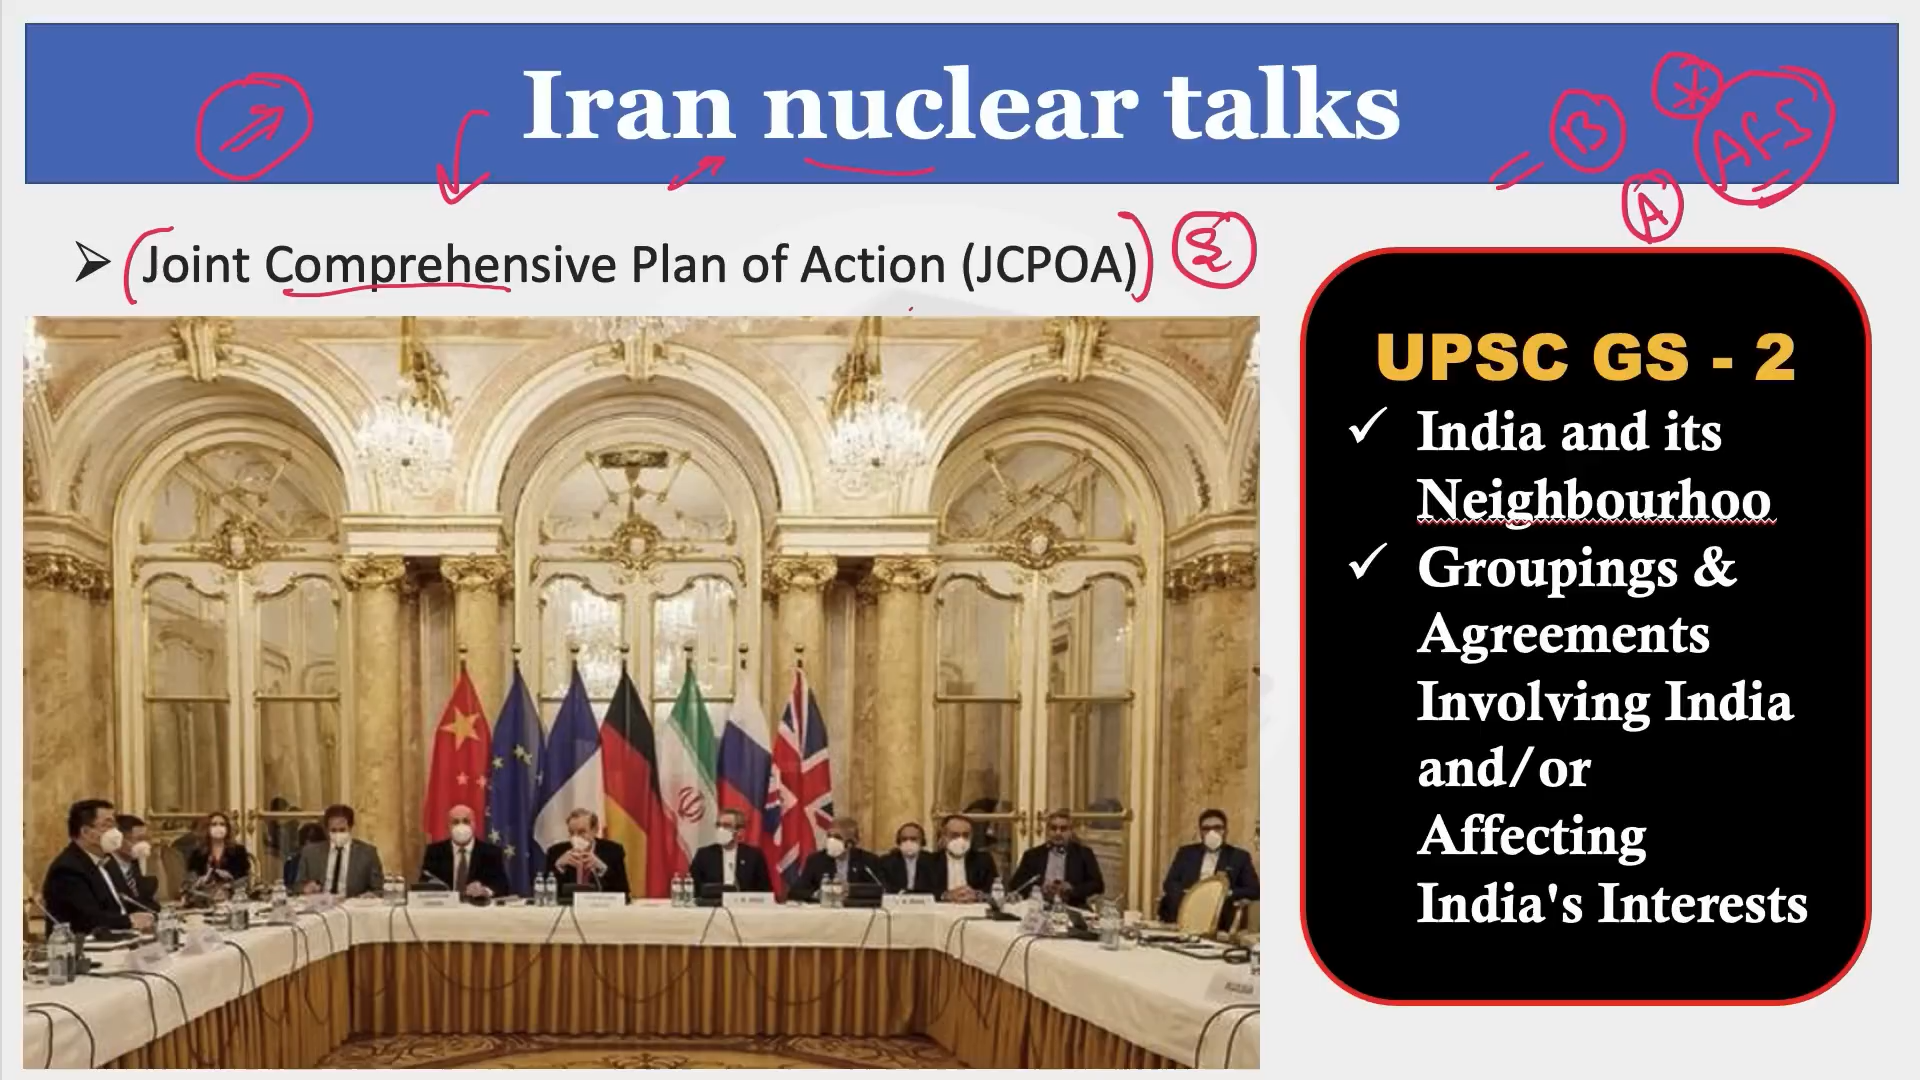 Iran nuclear talks
B
*
AFJ
A
Joint Comprehensive Plan of Action (JCPOA)
UPSC GS - 2
India and its
Neighbourhoo
Groupings &
Agreements
Involving India
and/or
Affecting
India's Interests